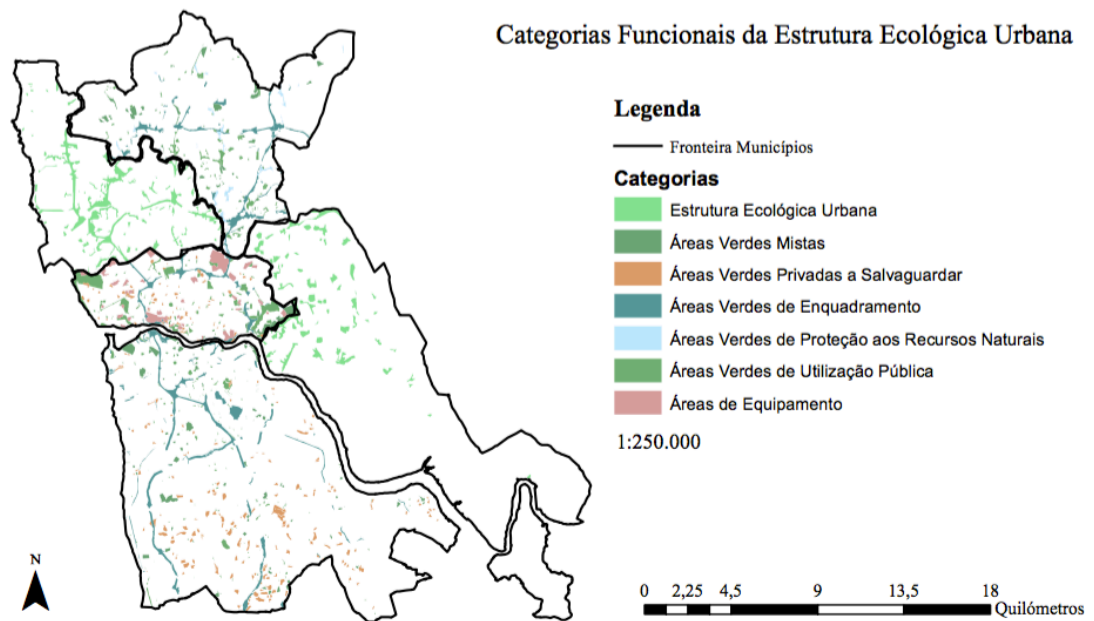 Categorias Funcionais da Estrutura Ecológica Urbana
Legenda
Fronteira Municípios
Categorias
Estrutura Ecológica Urbana
Áreas Verdes Mistas
Áreas Verdes Privadas a Salvaguardar
Áreas Verdes de Enquadramento
Áreas Verdes de Proteção aos Recursos Naturais
Áreas Verdes de Utilização Pública
Áreas de Equipamento
1:250.000
N
0 2,25 4,5 9 13,5 18
Quilómetros